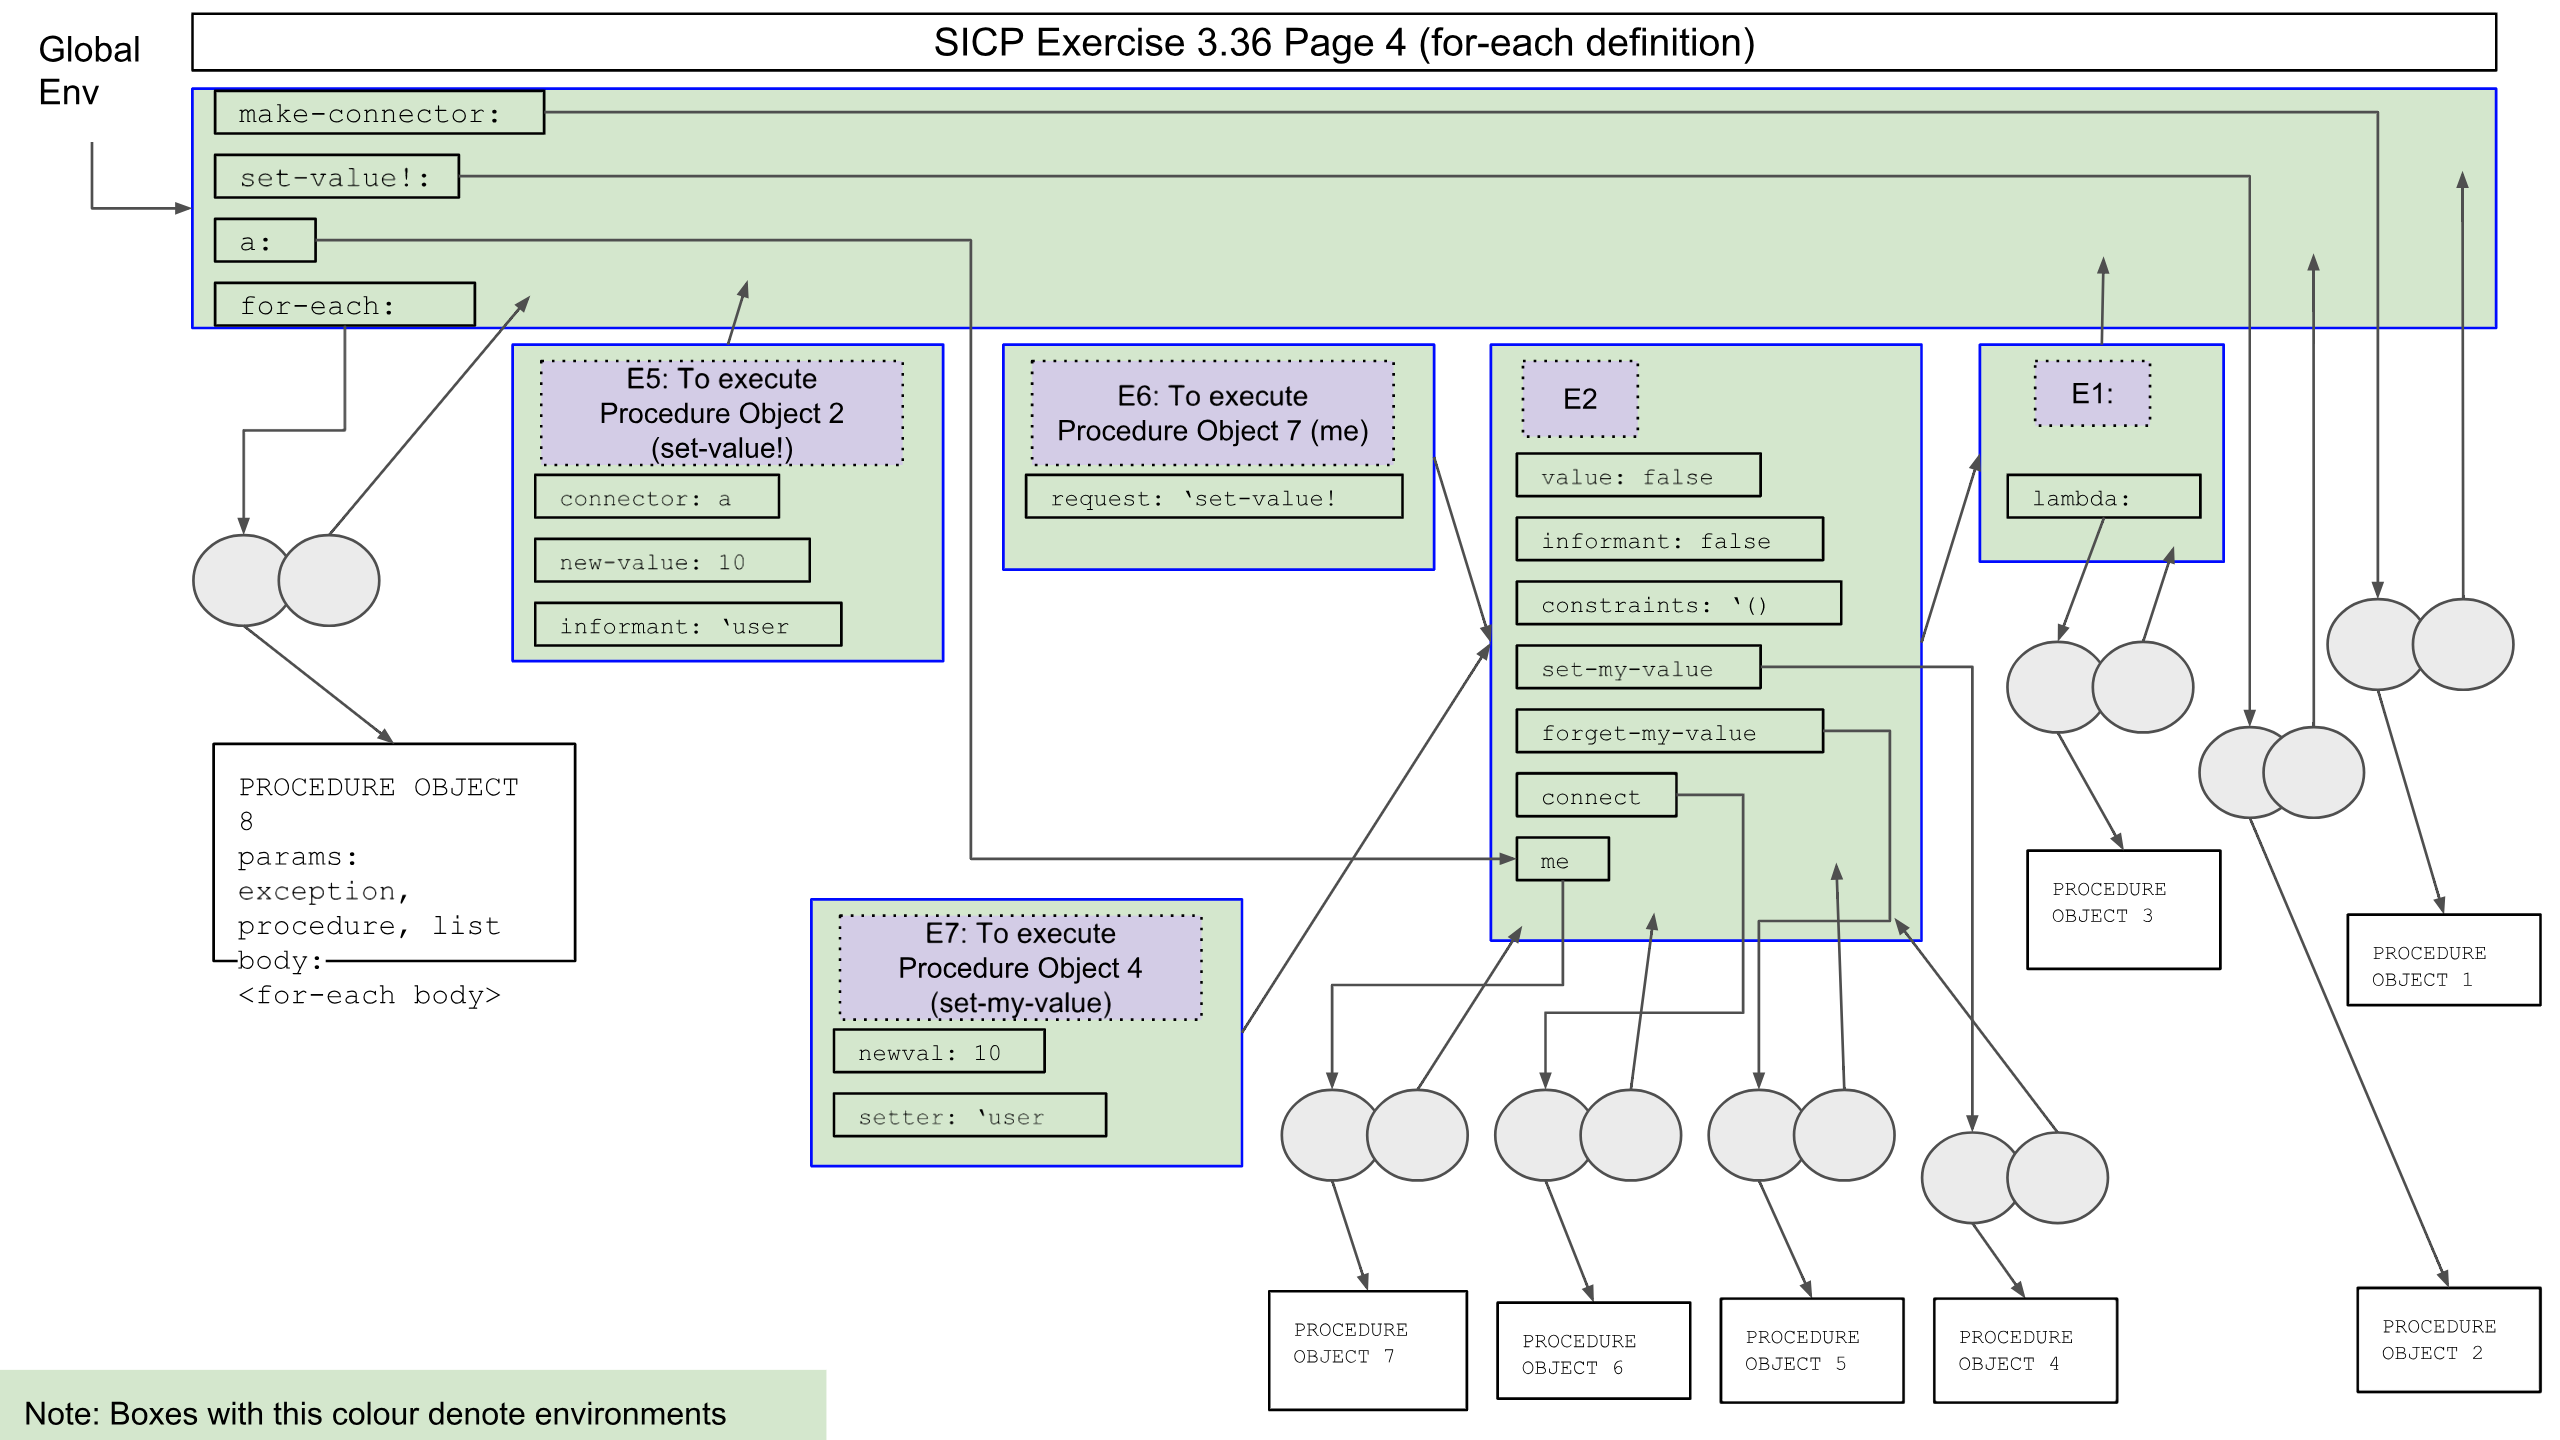 SICP Exercise 3.36 Page 4 (for-each definition)
Global
Env
make-connector:
set-value!:
a:
for-each:
E5: To execute
Procedure Object 2
(set-value!)
connector: a
new-value: 10
informant: ‘user
E6: To execute
Procedure Object 7 (me)
request: ‘set-value!
E2
value: false
informant: false
constraints: ‘()
set-my-value
forget-my-value
connect
me
E1:
lambda:
PROCEDURE OBJECT
8
params:
exception,
procedure, list
body:
<for-each body>
E7: To execute
Procedure Object 4
(set-my-value)
newval: 10
setter: ‘user
PROCEDURE
OBJECT 3
PROCEDURE
OBJECT 1
PROCEDURE
OBJECT 7
PROCEDURE
OBJECT 6
PROCEDURE
OBJECT 5
PROCEDURE
OBJECT 4
PROCEDURE
OBJECT 2
Note: Boxes with this colour denote environments